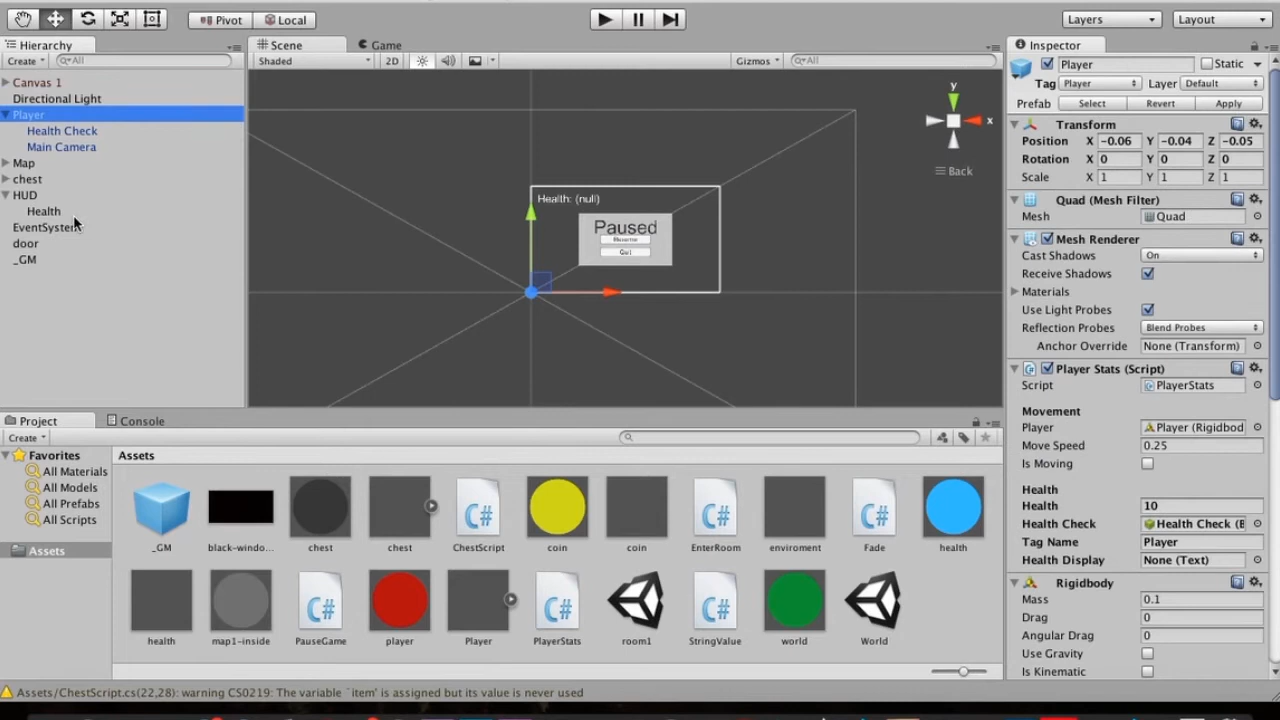 Pivot Local Layers Layout
Hierarchy Scene Game Inspector
Create All Shaded 2D Gizmos All
Canvas 1
Directional Light
Player
Health Check
Main Camera
Map
chest
HUD
Health
EventSystem
door
_GM
y
x
Back
Health: (null)
Paused
Resume
Quit
Player Static
Tag Player Layer Default
Prefab Select Revert Apply
Transform
Position X -0.06 Y -0.04 Z -0.05
Rotation X 0 Y 0 Z 0
Scale X 1 Y 1 Z 1
Quad (Mesh Filter)
Mesh Quad
Mesh Renderer
Cast Shadows On
Receive Shadows
Materials
Use Light Probes
Reflection Probes Blend Probes
Anchor Override None (Transform)
Player Stats (Script)
Script PlayerStats
Movement
Player Player (Rigidbod
Move Speed 0.25
Is Moving
Health
Health 10
Health Check Health Check (B
Tag Name Player
Health Display None (Text)
Rigidbody
Mass 0.1
Drag 0
Angular Drag 0
Use Gravity
Is Kinematic
Project Console
Create
Favorites
All Materials
All Models
All Prefabs
All Scripts
Assets
Assets
C# C# C#
_GM black-windo... chest chest ChestScript coin coin EnterRoom enviroment Fade health
C# C# C#
health map1-inside PauseGame player Player PlayerStats room1 StringValue world World
Assets/ChestScript.cs(22,28): warning CS0219: The variable `item' is assigned but its value is never used